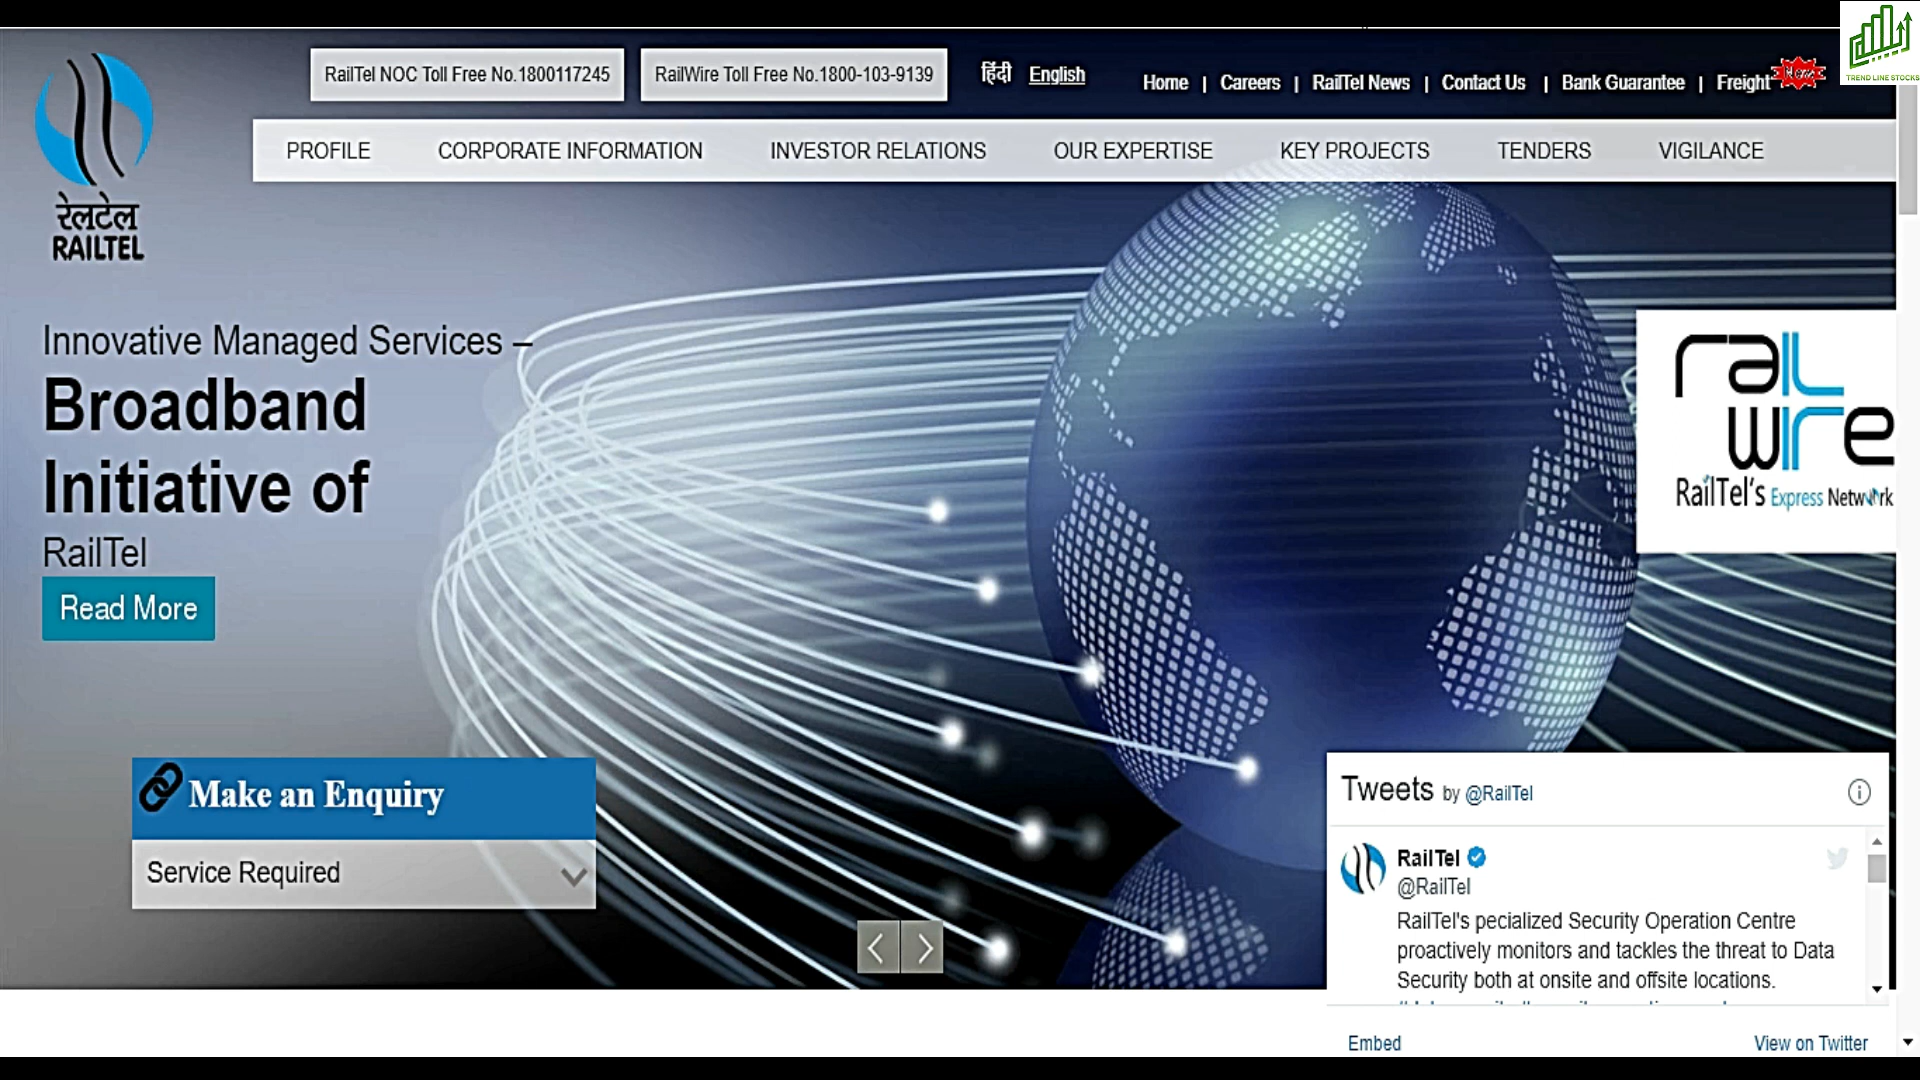 RailTel NOC Toll Free No.1800117245
RailWire Toll Free No.1800-103-9139
हिंदी English
Home | Careers | RailTel News | Contact Us | Bank Guarantee | Freight New
TREND LINE STOCKS
PROFILE CORPORATE INFORMATION INVESTOR RELATIONS OUR EXPERTISE KEY PROJECTS TENDERS VIGILANCE
रेलटेल
RAILTEL
Innovative Managed Services –
Broadband
Initiative of
RailTel
Read More
rail
wire
RailTel's Express Network
Make an Enquiry
Service Required
Tweets by @RailTel
RailTel
@RailTel
RailTel's pecialized Security Operation Centre
proactively monitors and tackles the threat to Data
Security both at onsite and offsite locations.
Embed
View on Twitter